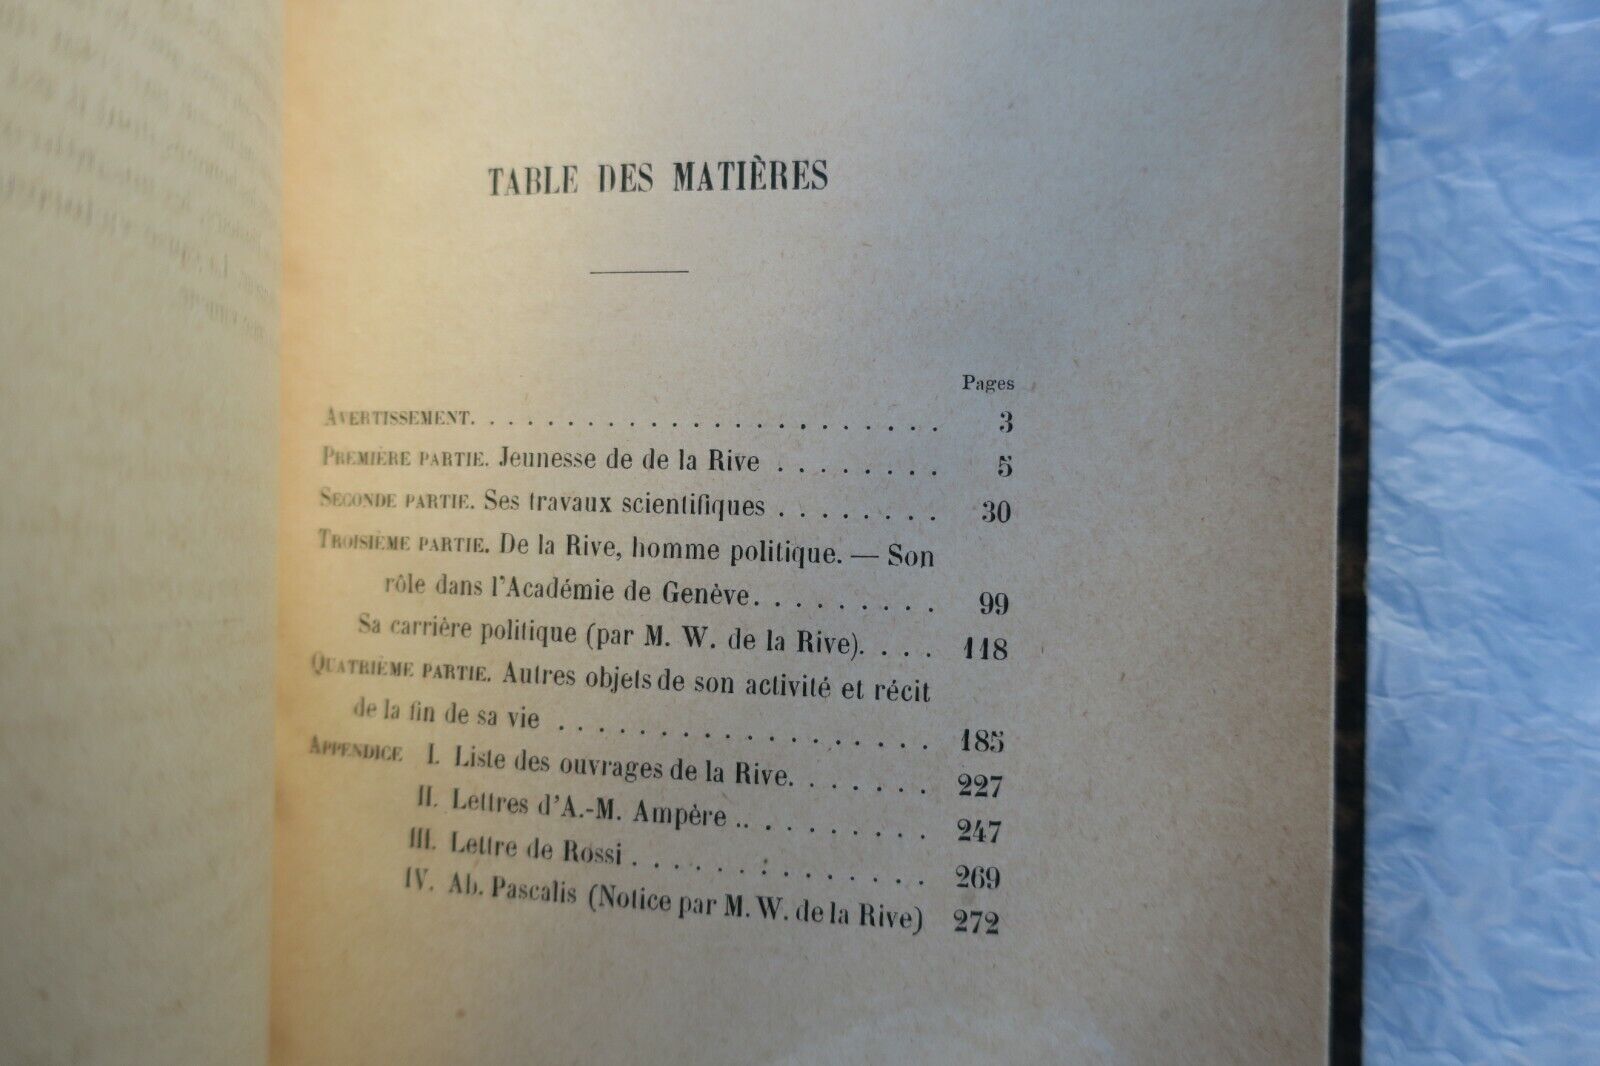 TABLE DES MATIÈRES
Pages
AVERTISSEMENT. . . . . . . . . . . . . . . . . . . . . . . 3
PREMIÈRE PARTIE. Jeunesse de de la Rive . . . . . . . . 5
SECONDE PARTIE. Ses travaux scientifiques . . . . . . . . 30
TROISIÈME PARTIE. De la Rive, homme politique. — Son
rôle dans l'Académie de Genève. . . . . . . . . . 99
Sa carrière politique (par M. W. de la Rive). . . . 118
QUATRIÈME PARTIE. Autres objets de son activité et récit
de la fin de sa vie . . . . . . . . . . . . . . . . . 185
APPENDICE I. Liste des ouvrages de la Rive. . . . . . . 227
II. Lettres d'A.-M. Ampère .. . . . . . . . . . 247
III. Lettre de Rossi . . . . . . . . . . . . . . 269
IV. Ab. Pascalis (Notice par M. W. de la Rive) 272